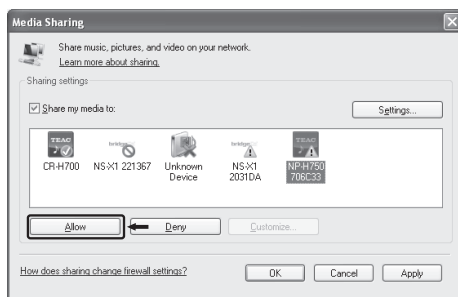 Media Sharing
Share music, pictures, and video on your network.
Learn more about sharing.
Sharing settings
Share my media to:
Settings...
TEAC
TEAC
CR-H700
NS-X1 221367
Unknown Device
NS-X1 2031DA
NP-H750 706C33
Allow
Deny
Customize...
How does sharing change firewall settings?
OK
Cancel
Apply